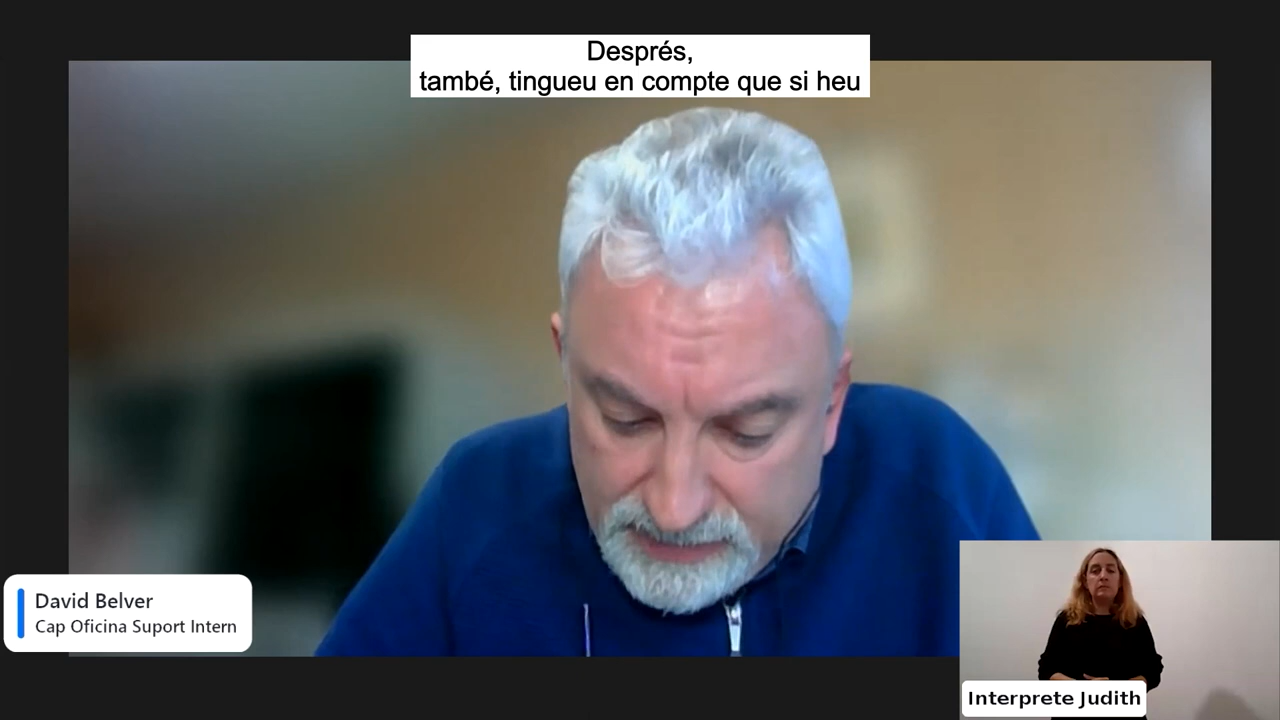 Després,
també, tingueu en compte que si heu
David Belver
Cap Oficina Suport Intern
Interprete Judith